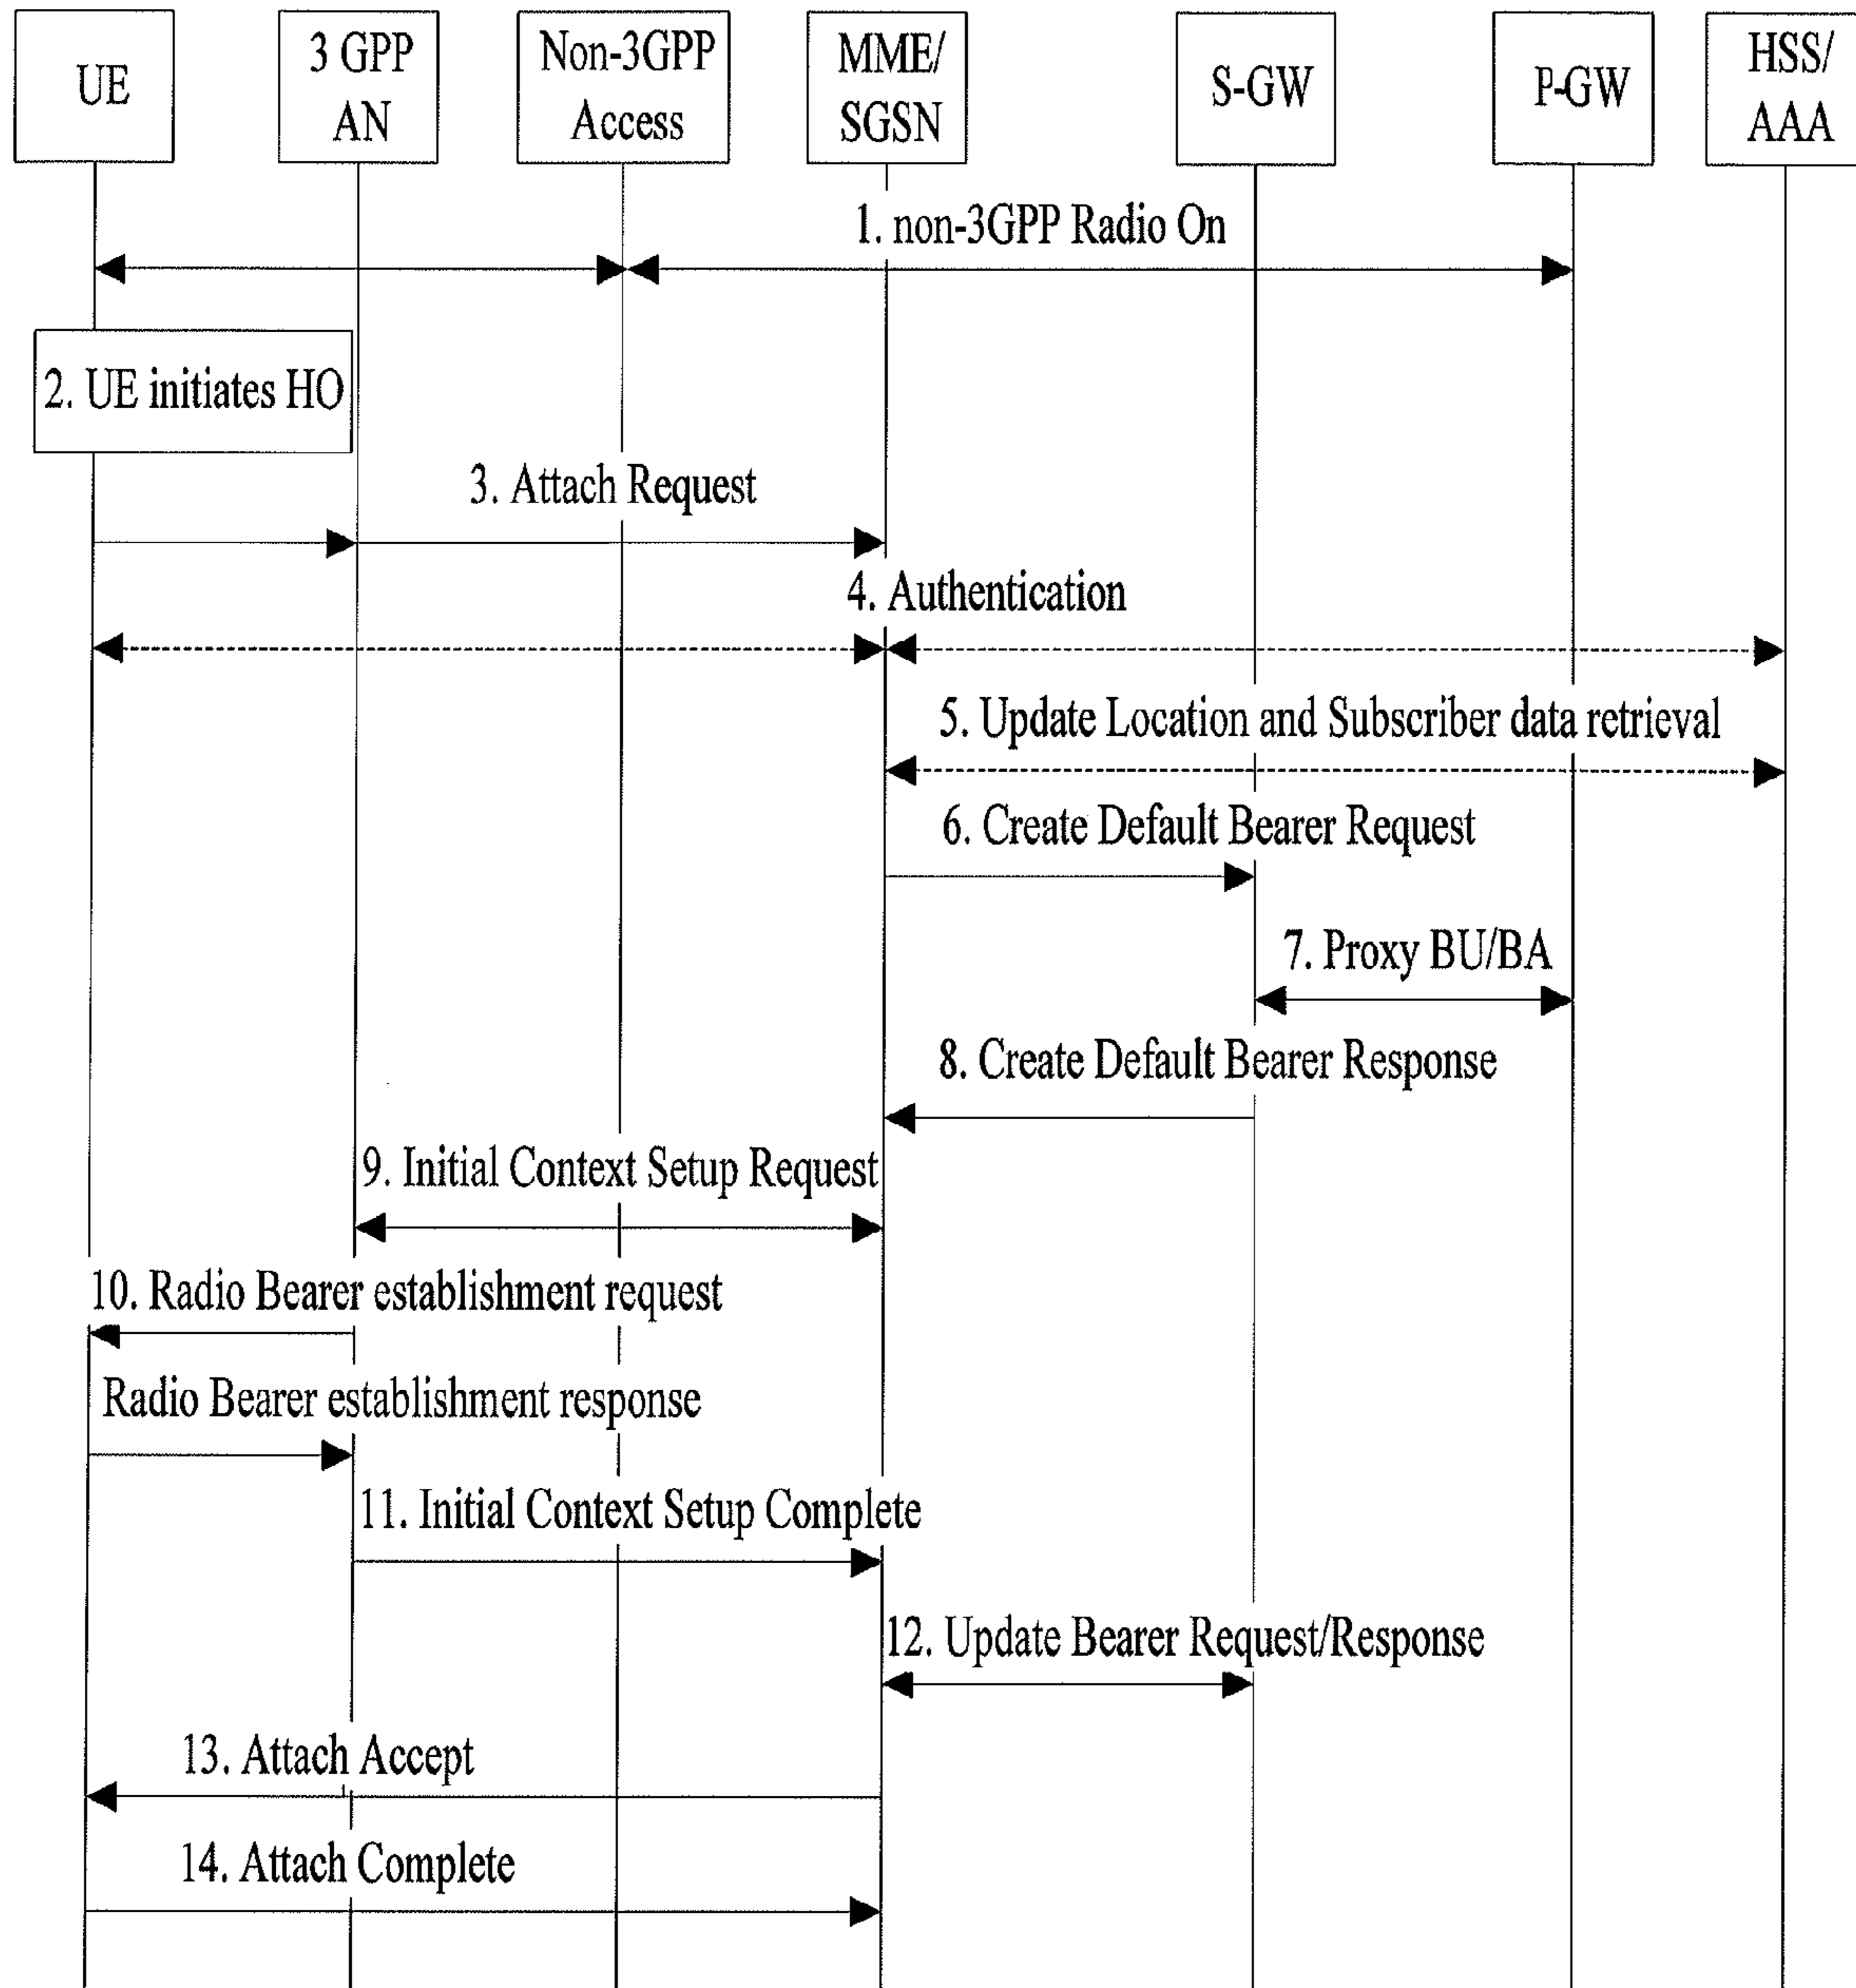 UE
3 GPP
AN
Non-3GPP
Access
MME/
SGSN
S-GW
P-GW
HSS/
AAA
1. non-3GPP Radio On
2. UE initiates HO
3. Attach Request
4. Authentication
5. Update Location and Subscriber data retrieval
6. Create Default Bearer Request
7. Proxy BU/BA
8. Create Default Bearer Response
9. Initial Context Setup Request
10. Radio Bearer establishment request
Radio Bearer establishment response
11. Initial Context Setup Complete
12. Update Bearer Request/Response
13. Attach Accept
14. Attach Complete